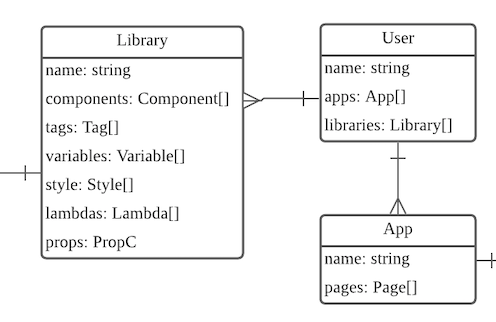 Library
name: string
components: Component[]
tags: Tag[]
variables: Variable[]
style: Style[]
lambdas: Lambda[]
props: PropC
User
name: string
apps: App[]
libraries: Library[]
App
name: string
pages: Page[]